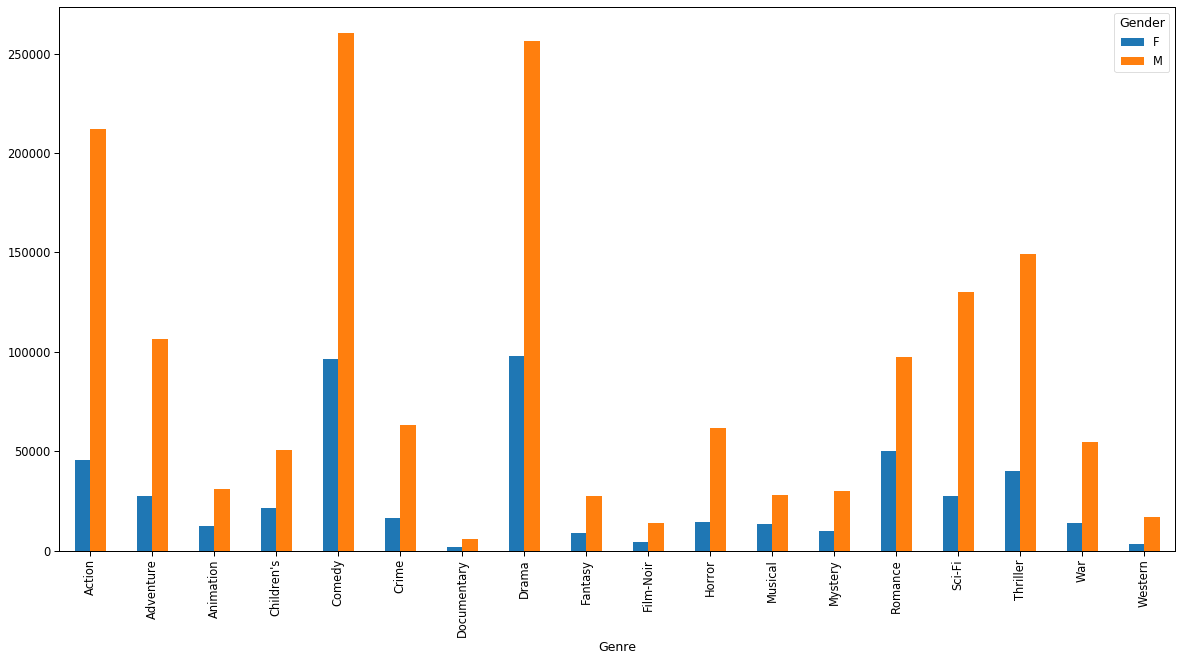 Gender
F
M
250000
200000
150000
100000
50000
0
Action
Adventure
Animation
Children's
Comedy
Crime
Documentary
Drama
Fantasy
Film-Noir
Horror
Musical
Mystery
Romance
Sci-Fi
Thriller
War
Western
Genre